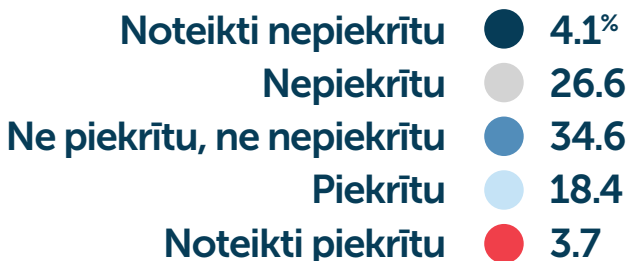 Noteikti nepiekrītu 4.1%
Nepiekrītu 26.6
Ne piekrītu, ne nepiekrītu 34.6
Piekrītu 18.4
Noteikti piekrītu 3.7